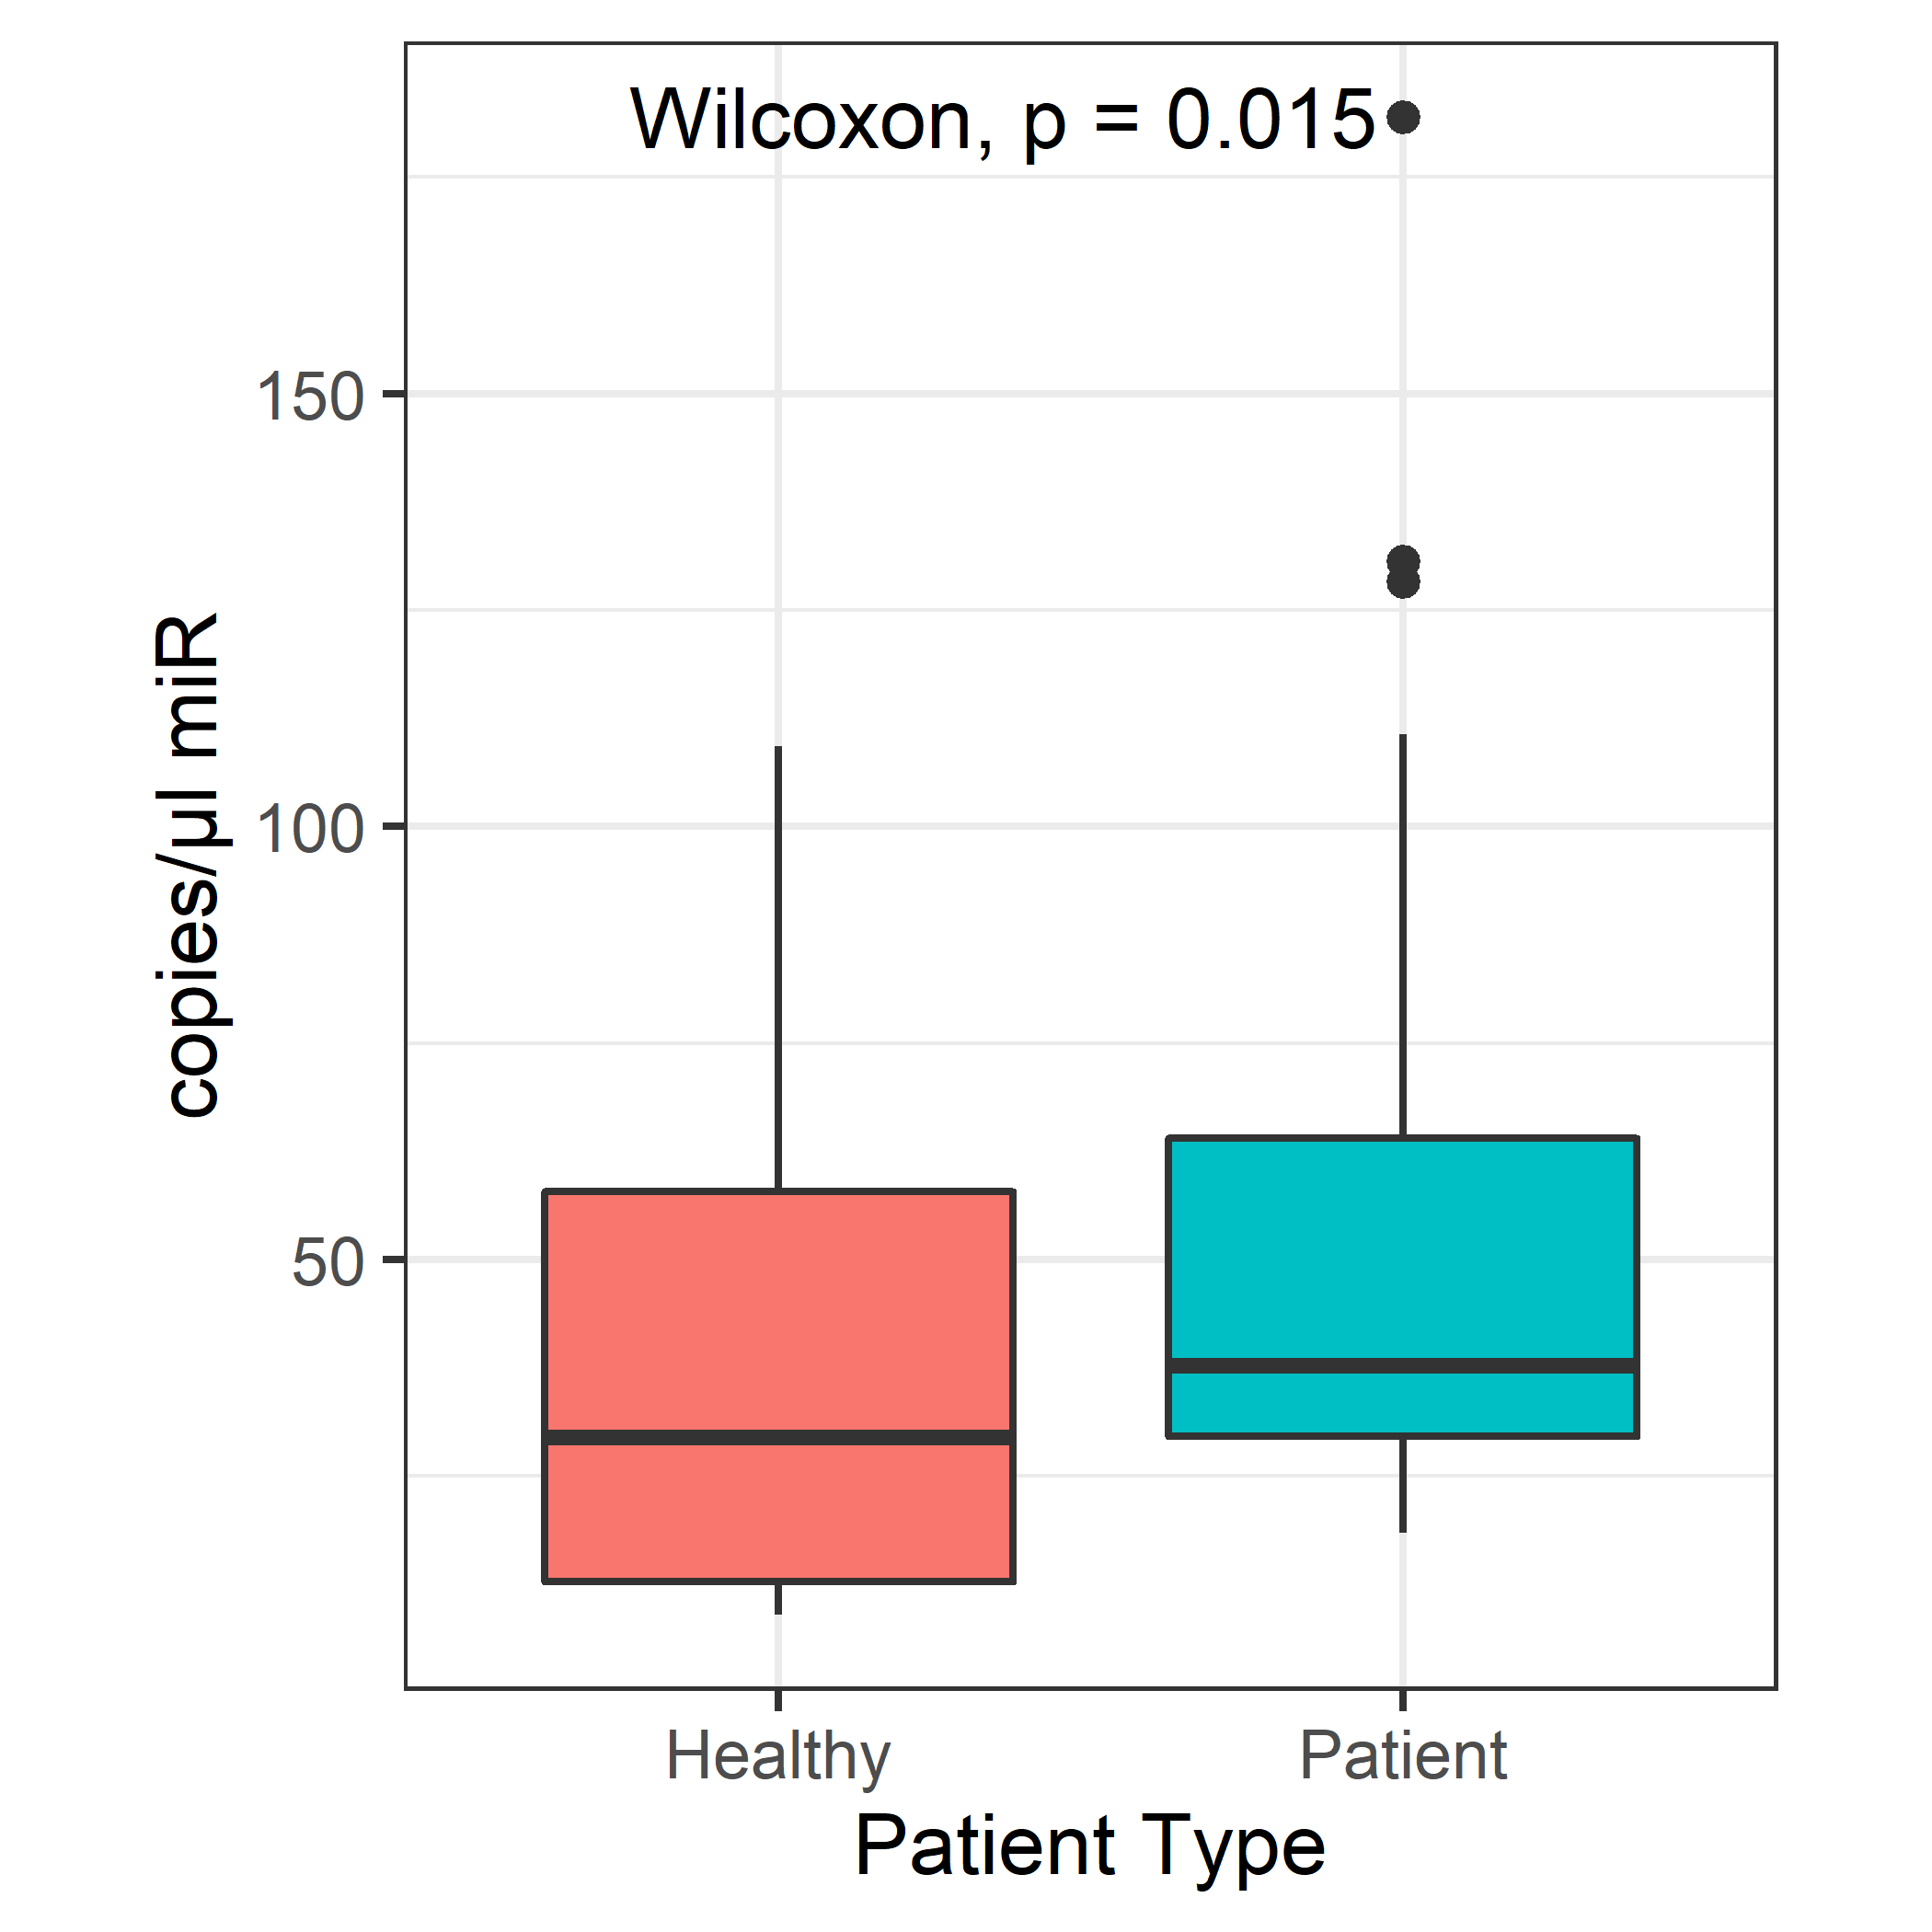 Wilcoxon, p = 0.015
copies/µl miR
150
100
50
Healthy
Patient
Patient Type